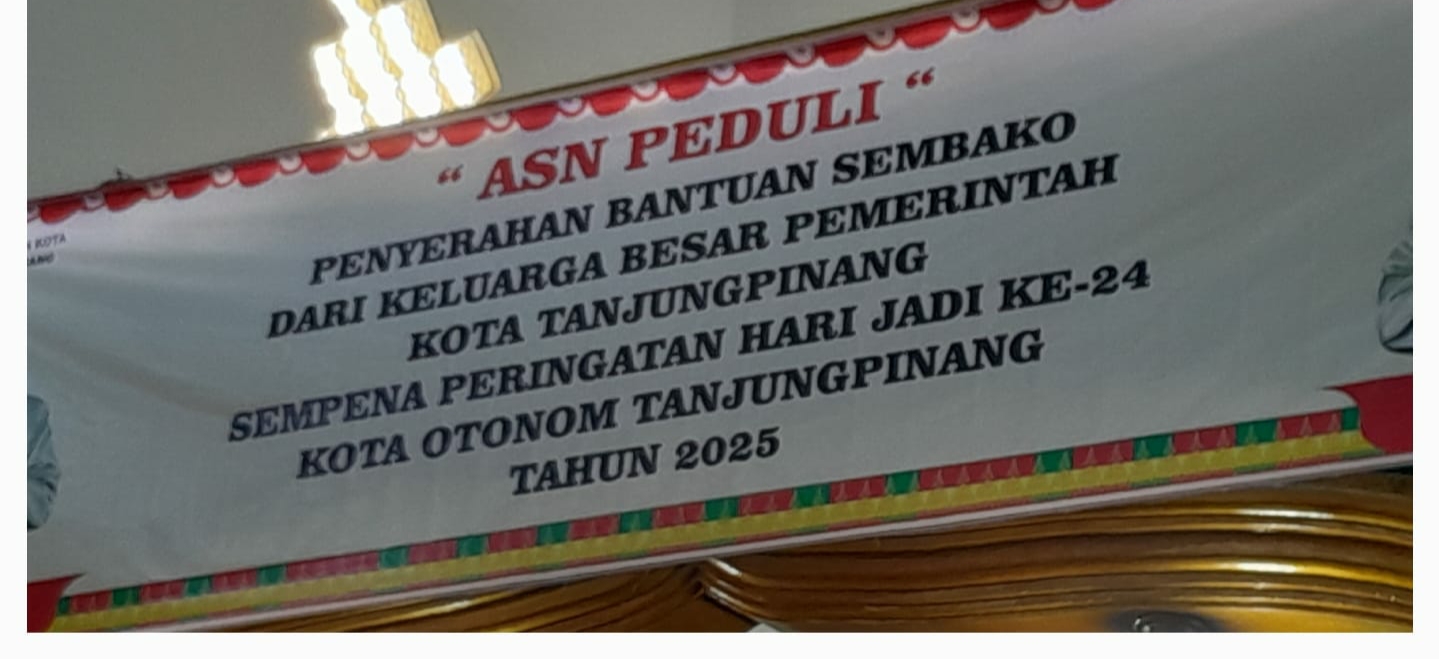 “ ASN PEDULI “
PENYERAHAN BANTUAN SEMBAKO
DARI KELUARGA BESAR PEMERINTAH
KOTA TANJUNGPINANG
SEMPENA PERINGATAN HARI JADI KE-24
KOTA OTONOM TANJUNGPINANG
TAHUN 2025
KOTA